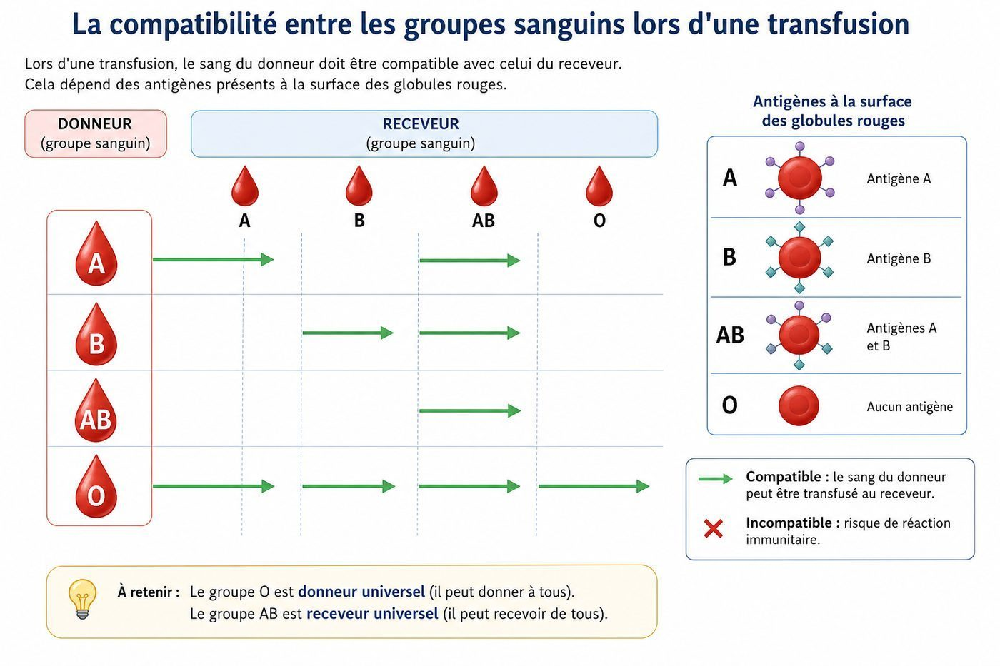 La compatibilité entre les groupes sanguins lors d'une transfusion
Lors d'une transfusion, le sang du donneur doit être compatible avec celui du receveur.
Cela dépend des antigènes présents à la surface des globules rouges.
DONNEUR
(groupe sanguin)
RECEVEUR
(groupe sanguin)
A
B
AB
O
A
B
AB
O
Antigènes à la surface
des globules rouges
A
Antigène A
B
Antigène B
AB
Antigènes A
et B
O
Aucun antigène
Compatible : le sang du donneur
peut être transfusé au receveur.
Incompatible : risque de réaction
immunitaire.
À retenir : Le groupe O est donneur universel (il peut donner à tous).
Le groupe AB est receveur universel (il peut recevoir de tous).